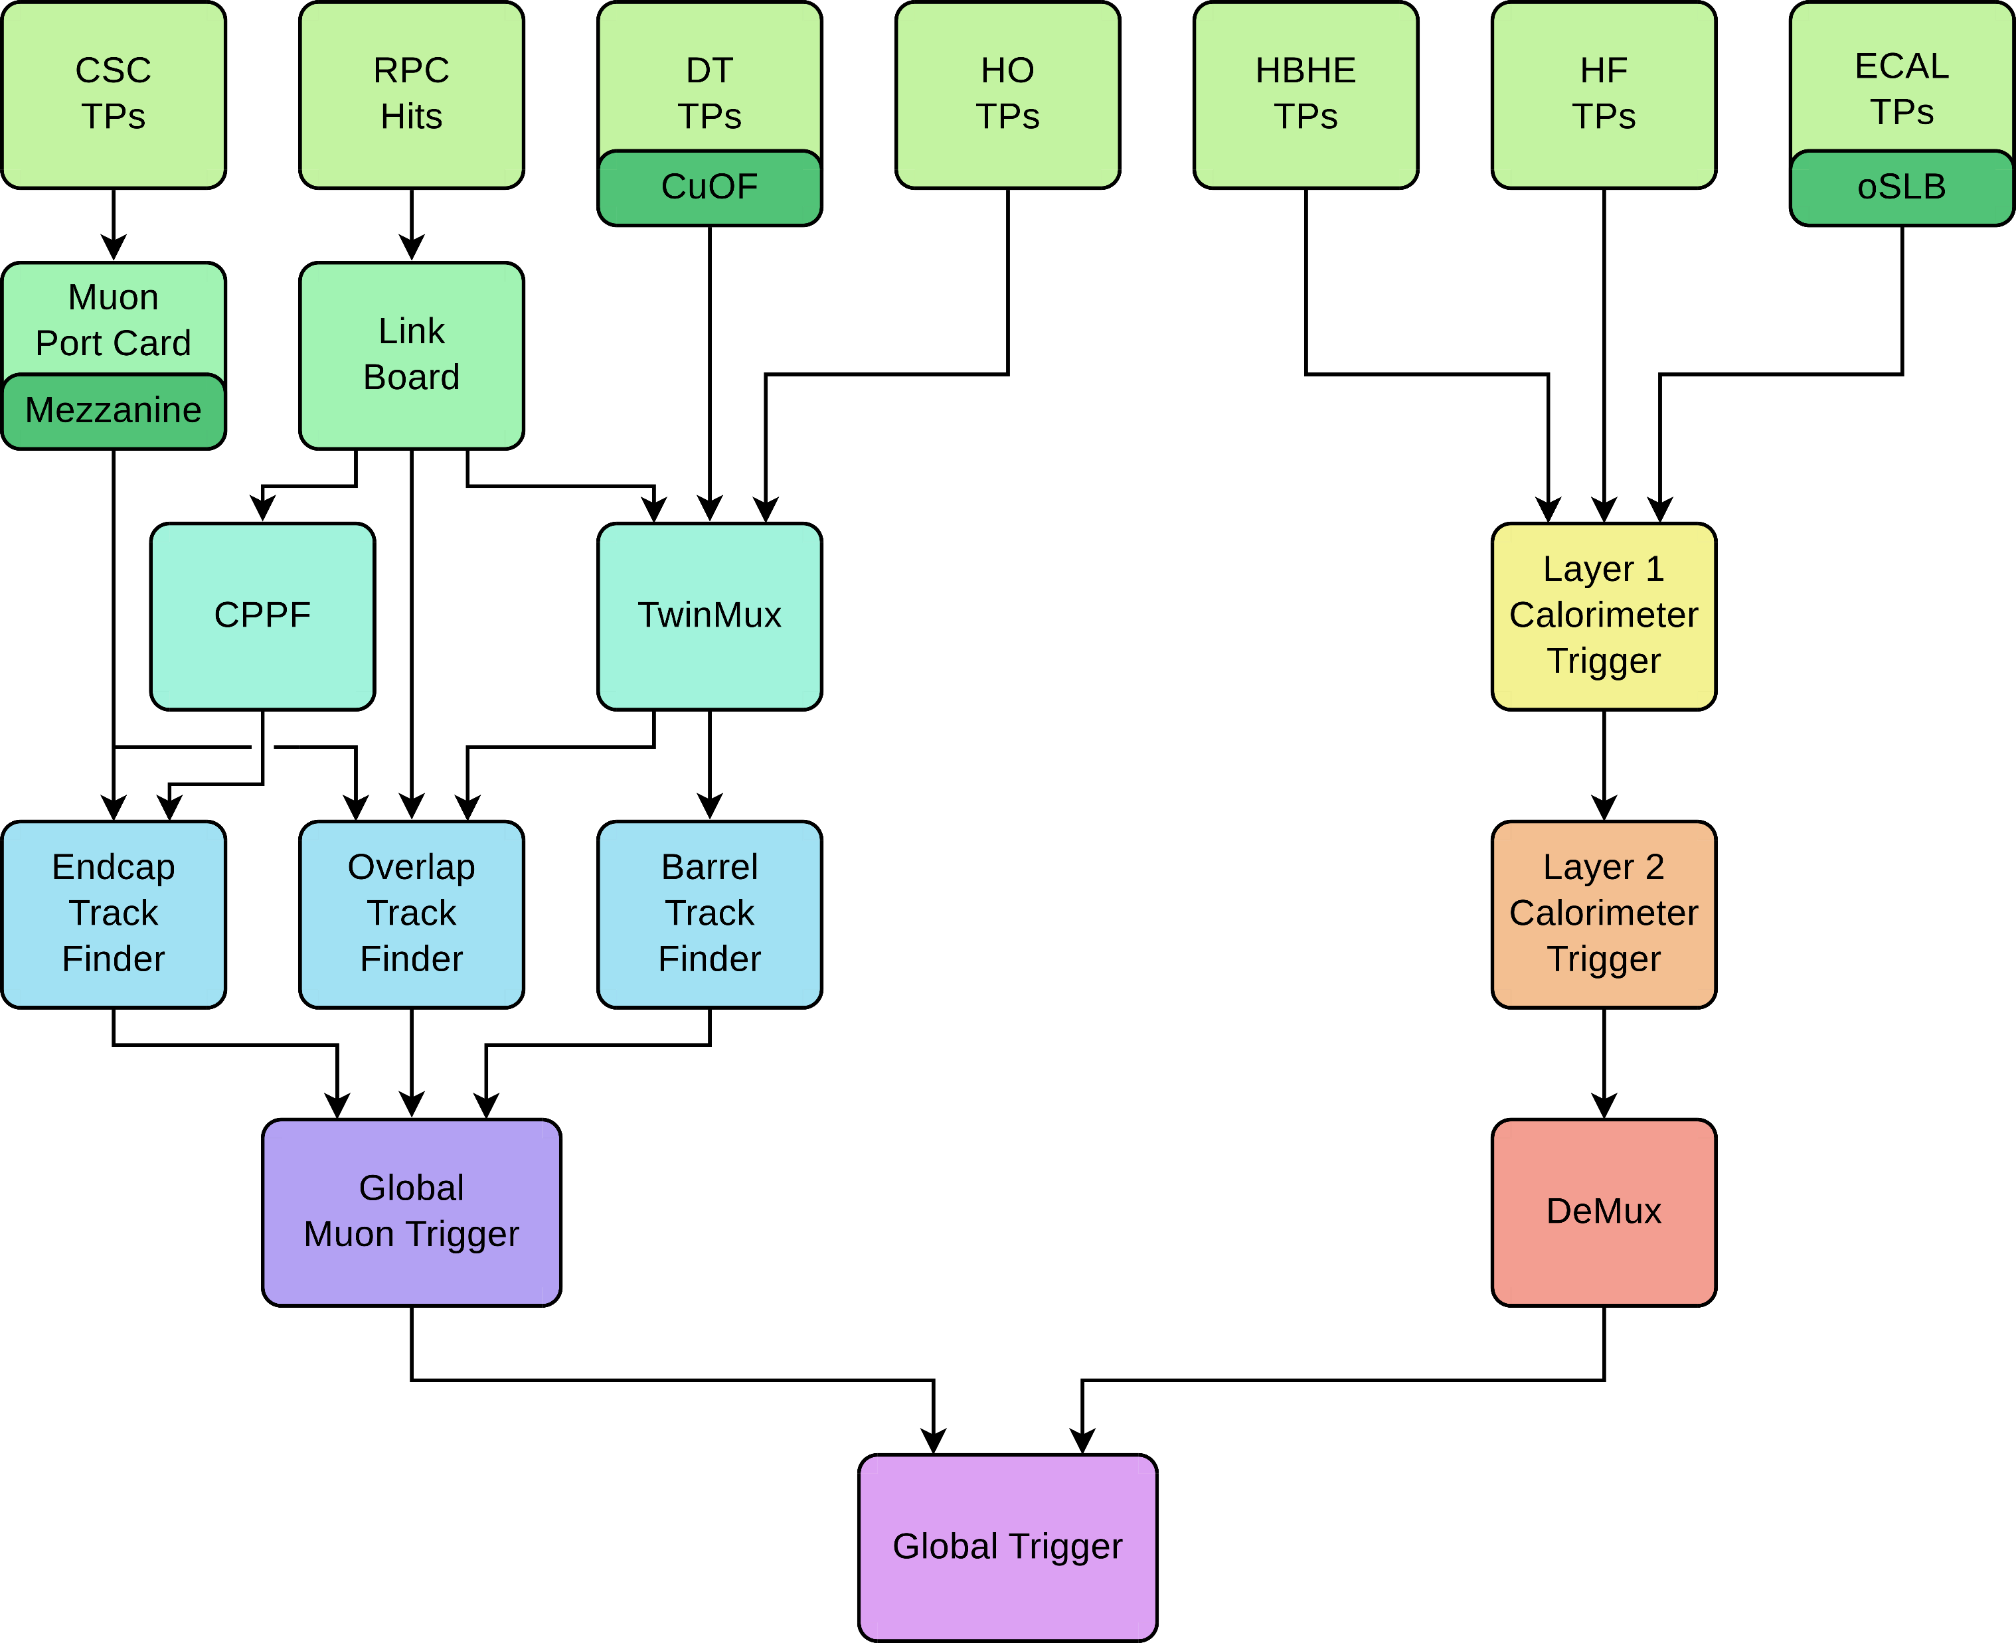 CSC
TPs
RPC
Hits
DT
TPs
CuOF
HO
TPs
HBHE
TPs
HF
TPs
ECAL
TPs
oSLB
Muon
Port Card
Mezzanine
Link
Board
CPPF
TwinMux
Layer 1
Calorimeter
Trigger
Endcap
Track
Finder
Overlap
Track
Finder
Barrel
Track
Finder
Layer 2
Calorimeter
Trigger
Global
Muon Trigger
DeMux
Global Trigger